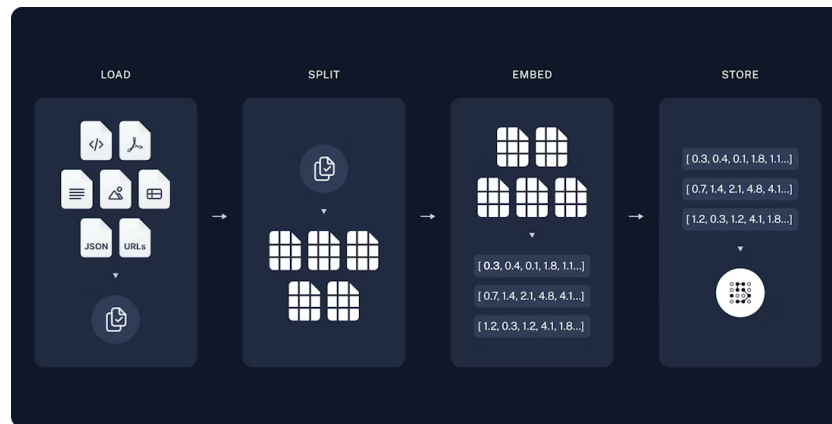 LOAD
SPLIT
EMBED
STORE
</>
JSON
URLs
[ 0.3, 0.4, 0.1, 1.8, 1.1...]
[ 0.7, 1.4, 2.1, 4.8, 4.1...]
[ 1.2, 0.3, 1.2, 4.1, 1.8...]
[ 0.3, 0.4, 0.1, 1.8, 1.1...]
[ 0.7, 1.4, 2.1, 4.8, 4.1...]
[ 1.2, 0.3, 1.2, 4.1, 1.8...]